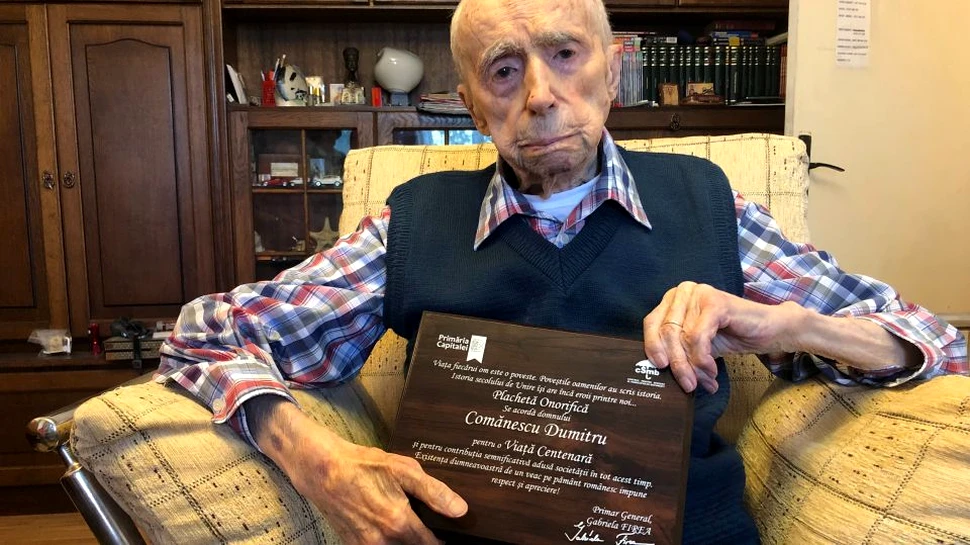 Primăria
Capitalei
csmb
Viața fiecărui om este o poveste. Poveștile oamenilor au scris istoria.
Istoria secolului de Unire își are încă eroii printre noi...
Plachetă Onorifică
Se acordă domnului
Comănescu Dumitru
pentru o Viață Centenară
și pentru contribuția semnificativă adusă societății în tot acest timp.
Existența dumneavoastră de un veac pe pământ românesc impune
respect și apreciere!
Primar General,
Gabriela FIREA